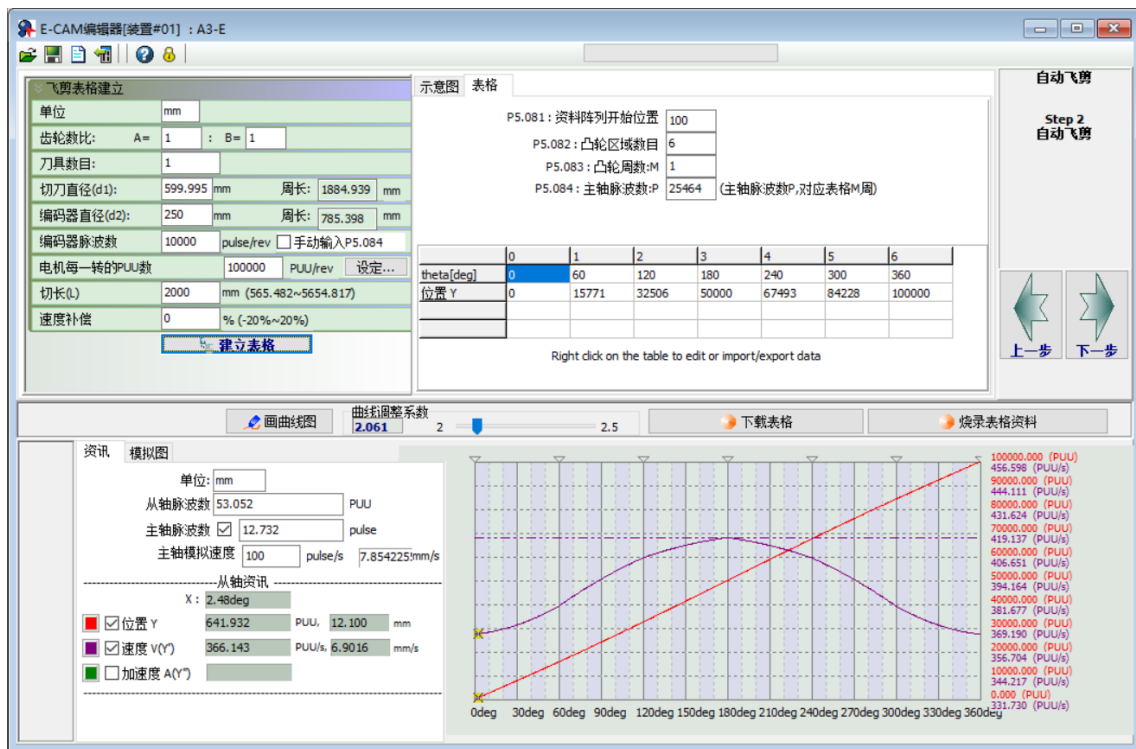 E-CAM编辑器[装置#01] : A3-E
飞剪表格建立
单位 mm
齿轮数比: A= 1 : B= 1
刀具数目: 1
切刀直径(d1): 599.995 mm 周长: 1884.939 mm
编码器直径(d2): 250 mm 周长: 785.398 mm
编码器脉波数 10000 pulse/rev 手动输入P5.084
电机每一转的PUU数 100000 PUU/rev 设定...
切长(L) 2000 mm (565.482~5654.817)
速度补偿 0 % (-20%~20%)
建立表格
示意图 表格
P5.081:资料阵列开始位置 100
P5.082:凸轮区域数目 6
P5.083:凸轮周数:M 1
P5.084:主轴脉波数:P 25464 (主轴脉波数P,对应表格M周)
0 1 2 3 4 5 6
theta[deg] 0 60 120 180 240 300 360
位置 Y 0 15771 32506 50000 67493 84228 100000
Right click on the table to edit or import/export data
自动飞剪
Step 2
自动飞剪
上一步 下一步
画曲线图
曲线调整系数
2.061 2 2.5
下载表格
烧录表格资料
资讯 模拟图
单位: mm
从轴脉波数 53.052 PUU
主轴脉波数 12.732 pulse
主轴模拟速度 100 pulse/s 7.854225 mm/s
从轴资讯
X : 2.48deg
位置 Y 641.932 PUU, 12.100 mm
速度 V(Y') 366.143 PUU/s, 6.9016 mm/s
加速度 A(Y")
100000.000 (PUU)
456.598 (PUU/s)
90000.000 (PUU)
444.111 (PUU/s)
80000.000 (PUU)
431.624 (PUU/s)
70000.000 (PUU)
419.137 (PUU/s)
60000.000 (PUU)
406.651 (PUU/s)
50000.000 (PUU)
394.164 (PUU/s)
40000.000 (PUU)
381.677 (PUU/s)
30000.000 (PUU)
369.190 (PUU/s)
20000.000 (PUU)
356.704 (PUU/s)
10000.000 (PUU)
344.217 (PUU/s)
0.000 (PUU)
331.730 (PUU/s)
0deg 30deg 60deg 90deg 120deg 150deg 180deg 210deg 240deg 270deg 300deg 330deg 360deg